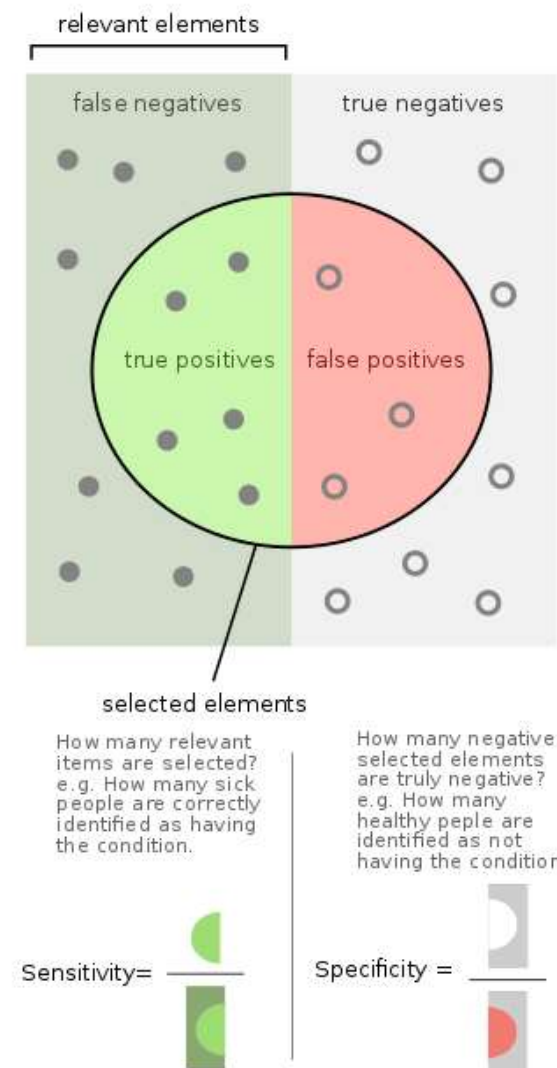 relevant elements
false negatives
true negatives
true positives
false positives
selected elements
How many relevant
items are selected?
e.g. How many sick
people are correctly
identified as having
the condition.
How many negative
selected elements
are truly negative?
e.g. How many
healthy peple are
identified as not
having the condition
Sensitivity=
Specificity =